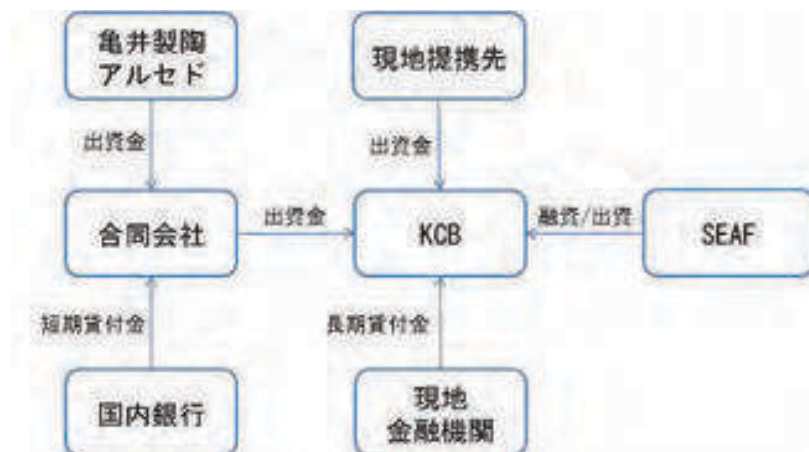 亀井製陶
アルセド
現地提携先
出資金
出資金
合同会社
出資金
KCB
融資/出資
SEAF
短期貸付金
長期貸付金
国内銀行
現地
金融機関